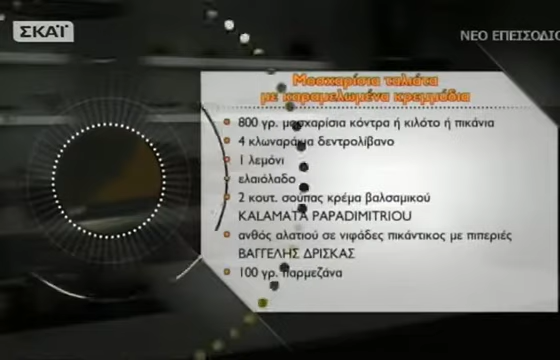 ΣΚΑΪ
ΝΕΟ ΕΠΕΙΣΟΔΙΟ
Μοσχαρίσια ταλιάτα
με καραμελωμένα κρεμμύδια
800 γρ. μοσχαρίσια κόντρα ή κιλότο ή πικάνια
4 κλωναράκια δεντρολίβανο
1 λεμόνι
ελαιόλαδο
2 κουτ. σούπας κρέμα βαλσαμικού
KALAMATA PAPADIMITRIOU
ανθός αλατιού σε νιφάδες πικάντικος με πιπεριές
ΒΑΓΓΕΛΗΣ ΔΡΙΣΚΑΣ
100 γρ. παρμεζάνα